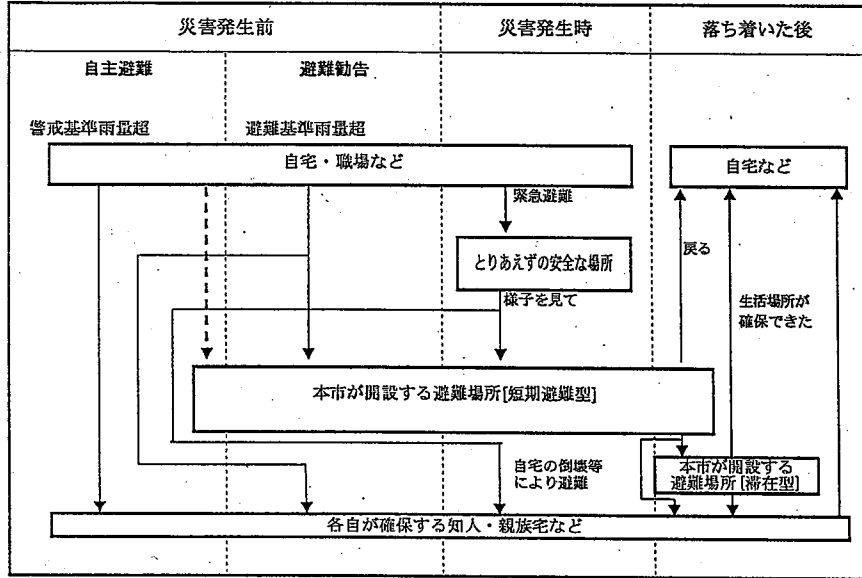 災害発生前
災害発生時
落ち着いた後
自主避難
避難勧告
警戒基準雨量超
避難基準雨量超
自宅・職場など
自宅など
緊急避難
とりあえずの安全な場所
戻る
様子を見て
生活場所が
確保できた
本市が開設する避難場所[短期避難型]
自宅の倒壊等
により避難
本市が開設する
避難場所[滞在型]
各自が確保する知人・親族宅など